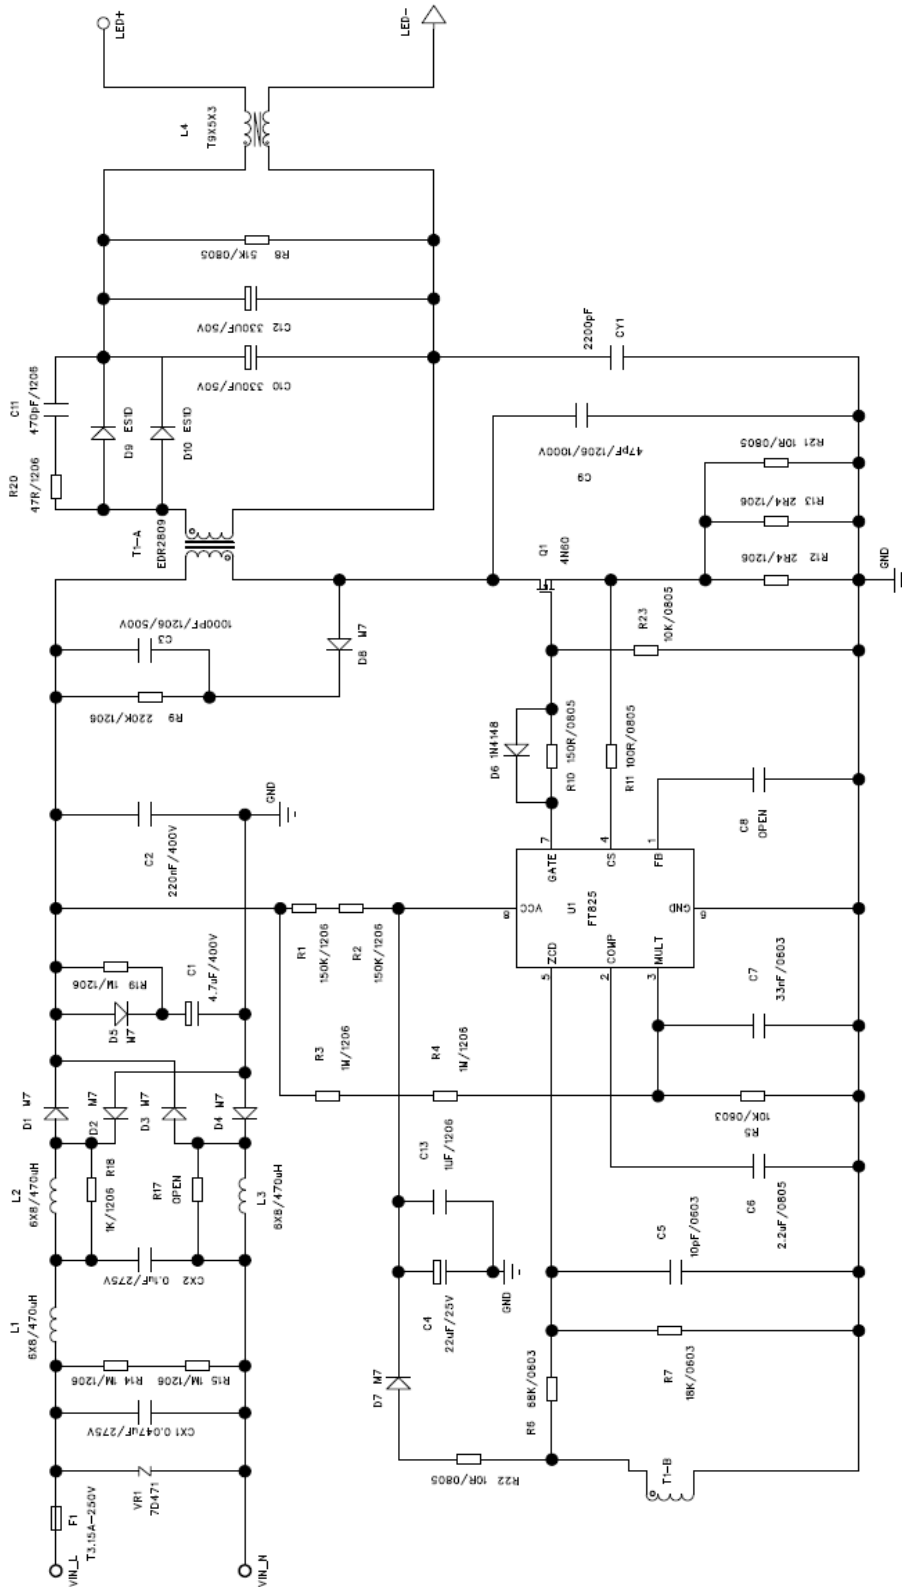 LED+
LED-
L4
T9X5X3
R8
51K/0805
C12
330UF/50V
C10
330UF/50V
C11
470pF/1206
R20
47R/1206
D9
ES1D
D10
ES1D
2200pF
CY1
T1-A
EDR2809
C9
47pF/1206/1000V
R21 10R/0805
R13 2R4/1206
R12 2R4/1206
GND
Q1
4N60
R23
10K/0805
C3
1000PF/1206/500V
R9
220K/1206
D8
M7
D6 1N4148
R10 150R/0805
R11 100R/0805
C8
OPEN
C2
220nF/400V
GND
R1
150K/1206
R2
150K/1206
7
GATE
4
CS
1
FB
8
VCC
U1
FT825
GND
6
ZCD
5
COMP
2
MULT
3
R19 1M/1206
D5
M7
C1
4.7uF/400V
R3
1M/1206
R4
1M/1206
C7
33nF/0603
R5
10K/0603
D1 M7
D2 M7
D3 M7
D4 M7
L2
6X8/470uH
R18
1K/1206
R17
OPEN
L3
6X8/470uH
CX2 0.1uF/275V
C13
1uF/1206
C6
2.2uF/0805
C5
10pF/0603
L1
6X8/470uH
R14 1M/1206
R15 1M/1206
CX1 0.047uF/275V
C4
22uF/25V
GND
D7 M7
R6 68K/0603
R7
18K/0603
R22 10R/0805
T1-B
VR1
7D471
F1
T3.15A-250V
VIN_L
VIN_N